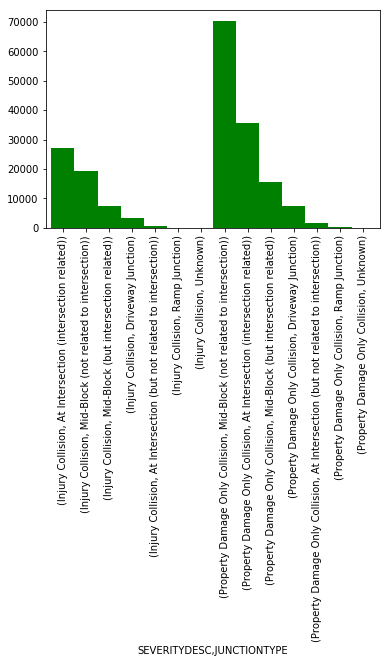 70000
60000
50000
40000
30000
20000
10000
0
(Injury Collision, At Intersection (intersection related))
(Injury Collision, Mid-Block (not related to intersection))
(Injury Collision, Mid-Block (but intersection related))
(Injury Collision, Driveway Junction)
(Injury Collision, At Intersection (but not related to intersection))
(Injury Collision, Ramp Junction)
(Injury Collision, Unknown)
(Property Damage Only Collision, Mid-Block (not related to intersection))
(Property Damage Only Collision, At Intersection (intersection related))
(Property Damage Only Collision, Mid-Block (but intersection related))
(Property Damage Only Collision, Driveway Junction)
(Property Damage Only Collision, At Intersection (but not related to intersection))
(Property Damage Only Collision, Ramp Junction)
(Property Damage Only Collision, Unknown)
SEVERITYDESC,JUNCTIONTYPE